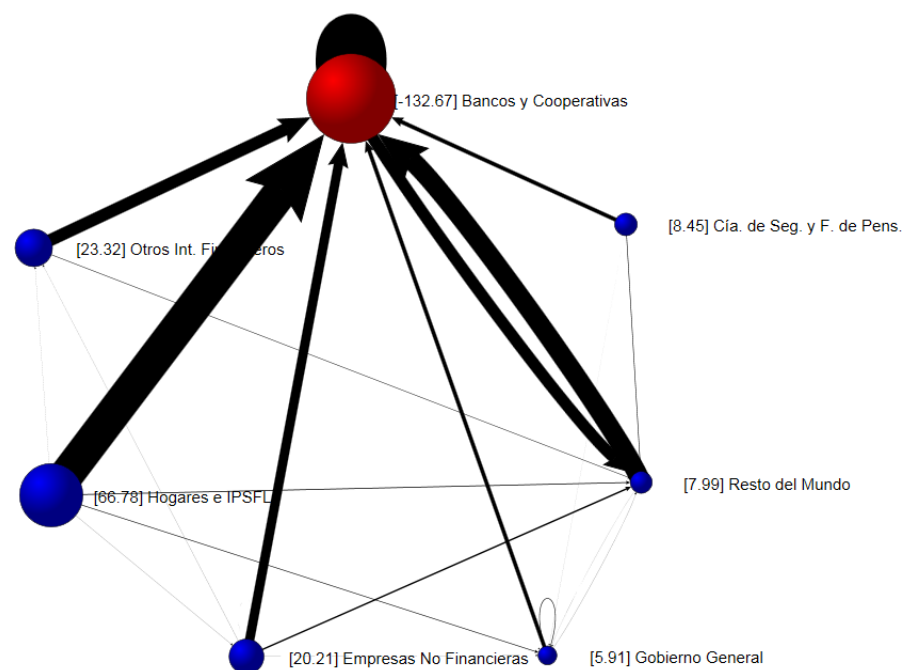 [-132.67] Bancos y Cooperativas
[8.45] Cía. de Seg. y F. de Pens.
[23.32] Otros Int. Financieros
[7.99] Resto del Mundo
[66.78] Hogares e IPSFL
[20.21] Empresas No Financieras
[5.91] Gobierno General